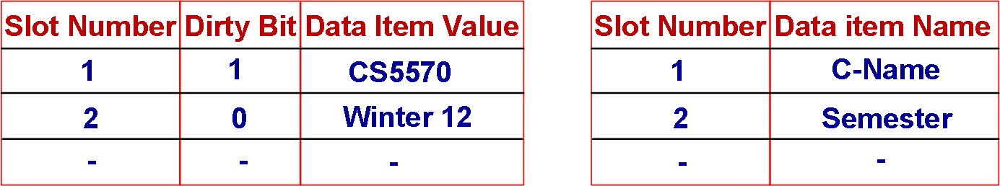 Slot Number Dirty Bit Data Item Value
1 1 CS5570
2 0 Winter 12
- - -
Slot Number Data item Name
1 C-Name
2 Semester
- -